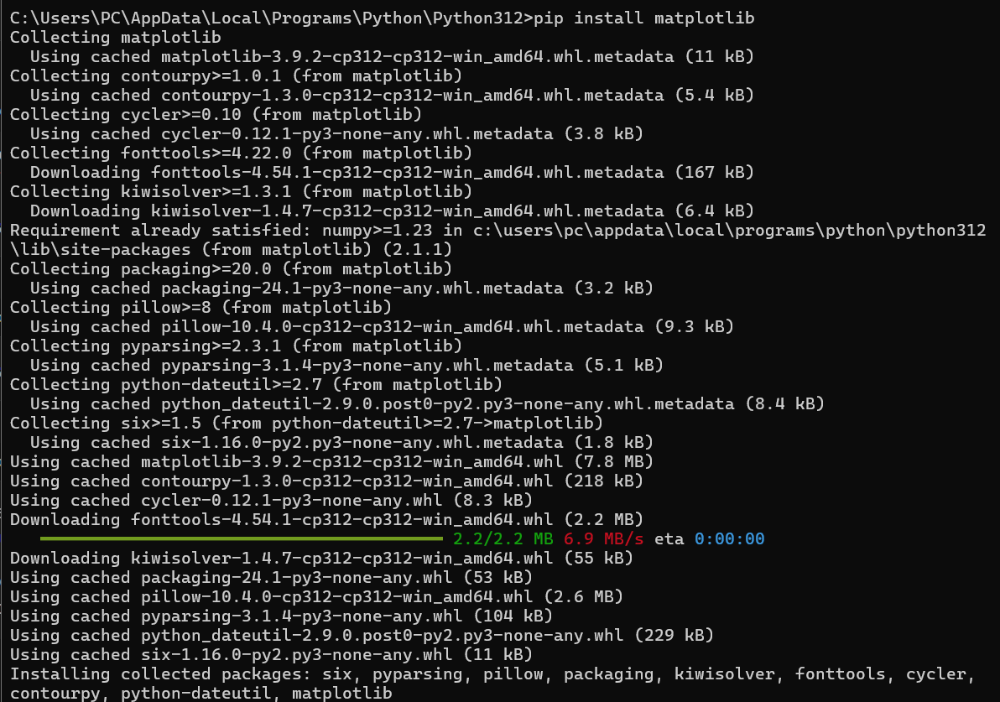 C:\Users\PC\AppData\Local\Programs\Python\Python312>pip install matplotlib
Collecting matplotlib
  Using cached matplotlib-3.9.2-cp312-cp312-win_amd64.whl.metadata (11 kB)
Collecting contourpy>=1.0.1 (from matplotlib)
  Using cached contourpy-1.3.0-cp312-cp312-win_amd64.whl.metadata (5.4 kB)
Collecting cycler>=0.10 (from matplotlib)
  Using cached cycler-0.12.1-py3-none-any.whl.metadata (3.8 kB)
Collecting fonttools>=4.22.0 (from matplotlib)
  Downloading fonttools-4.54.1-cp312-cp312-win_amd64.whl.metadata (167 kB)
Collecting kiwisolver>=1.3.1 (from matplotlib)
  Downloading kiwisolver-1.4.7-cp312-cp312-win_amd64.whl.metadata (6.4 kB)
Requirement already satisfied: numpy>=1.23 in c:\users\pc\appdata\local\programs\python\python312
\lib\site-packages (from matplotlib) (2.1.1)
Collecting packaging>=20.0 (from matplotlib)
  Using cached packaging-24.1-py3-none-any.whl.metadata (3.2 kB)
Collecting pillow>=8 (from matplotlib)
  Using cached pillow-10.4.0-cp312-cp312-win_amd64.whl.metadata (9.3 kB)
Collecting pyparsing>=2.3.1 (from matplotlib)
  Using cached pyparsing-3.1.4-py3-none-any.whl.metadata (5.1 kB)
Collecting python-dateutil>=2.7 (from matplotlib)
  Using cached python_dateutil-2.9.0.post0-py2.py3-none-any.whl.metadata (8.4 kB)
Collecting six>=1.5 (from python-dateutil>=2.7->matplotlib)
  Using cached six-1.16.0-py2.py3-none-any.whl.metadata (1.8 kB)
Using cached matplotlib-3.9.2-cp312-cp312-win_amd64.whl (7.8 MB)
Using cached contourpy-1.3.0-cp312-cp312-win_amd64.whl (218 kB)
Using cached cycler-0.12.1-py3-none-any.whl (8.3 kB)
Downloading fonttools-4.54.1-cp312-cp312-win_amd64.whl (2.2 MB)
2.2/2.2 MB 6.9 MB/s eta 0:00:00
Downloading kiwisolver-1.4.7-cp312-cp312-win_amd64.whl (55 kB)
Using cached packaging-24.1-py3-none-any.whl (53 kB)
Using cached pillow-10.4.0-cp312-cp312-win_amd64.whl (2.6 MB)
Using cached pyparsing-3.1.4-py3-none-any.whl (104 kB)
Using cached python_dateutil-2.9.0.post0-py2.py3-none-any.whl (229 kB)
Using cached six-1.16.0-py2.py3-none-any.whl (11 kB)
Installing collected packages: six, pyparsing, pillow, packaging, kiwisolver, fonttools, cycler,
contourpy, python-dateutil, matplotlib